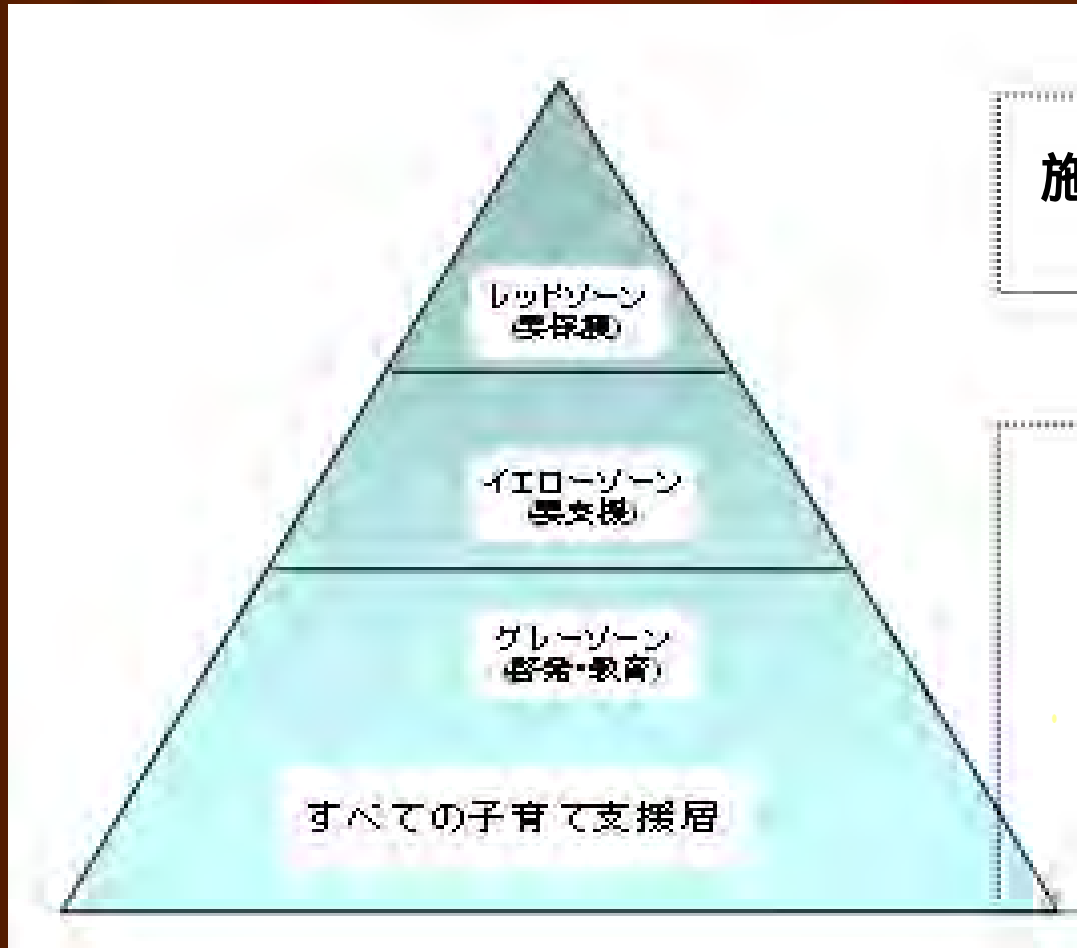 レッドゾーン
(要保護)
イエローゾーン
(要支援)
グレーゾーン
(啓発・教育)
すべての子育て支援層
施